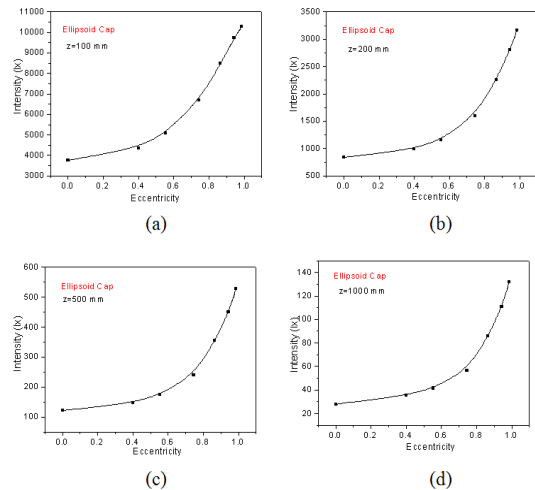 Ellipsoid Cap
z=100 mm
Intensity (lx)
11000
10000
9000
8000
7000
6000
5000
4000
3000
0.0 0.2 0.4 0.6 0.8 1.0
Eccentricity
(a)
Ellipsoid Cap
z=200 mm
Intensity (lx)
3500
3000
2500
2000
1500
1000
500
0.0 0.2 0.4 0.6 0.8 1.0
Eccentricity
(b)
Ellipsoid Cap
z=500 mm
Intensity (lx)
600
500
400
300
200
100
0.0 0.2 0.4 0.6 0.8 1.0
Eccentricity
(c)
Ellipsoid Cap
z=1000 mm
Intensity (lx)
140
120
100
80
60
40
20
0.0 0.2 0.4 0.6 0.8 1.0
Eccentricity
(d)